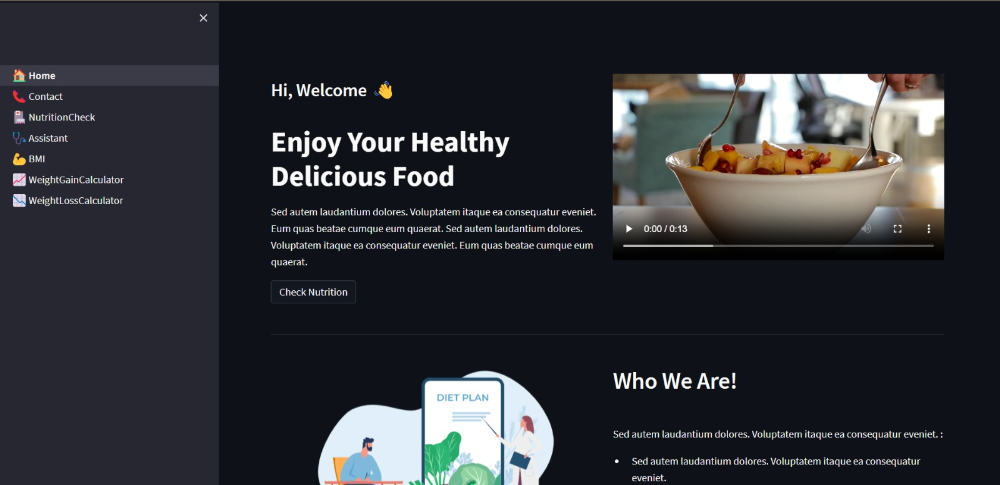 Home
Contact
NutritionCheck
Assistant
BMI
WeightGainCalculator
WeightLossCalculator
Hi, Welcome
Enjoy Your Healthy
Delicious Food
Sed autem laudantium dolores. Voluptatem itaque ea consequatur eveniet.
Eum quas beatae cumque eum quaerat. Sed autem laudantium dolores.
Voluptatem itaque ea consequatur eveniet. Eum quas beatae cumque eum
quaerat.
Check Nutrition
0:00 / 0:13
DIET PLAN
Who We Are!
Sed autem laudantium dolores. Voluptatem itaque ea consequatur eveniet. :
• Sed autem laudantium dolores. Voluptatem itaque ea consequatur
eveniet.